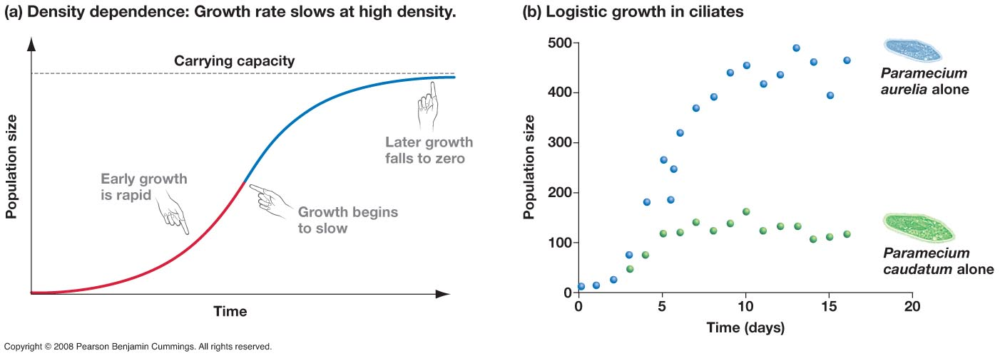 (a) Density dependence: Growth rate slows at high density.
Carrying capacity
Population size
Early growth
is rapid
Growth begins
to slow
Later growth
falls to zero
Time
(b) Logistic growth in ciliates
Population size
500
400
300
200
100
0
0 5 10 15 20
Time (days)
Paramecium
aurelia alone
Paramecium
caudatum alone
Copyright © 2008 Pearson Benjamin Cummings. All rights reserved.